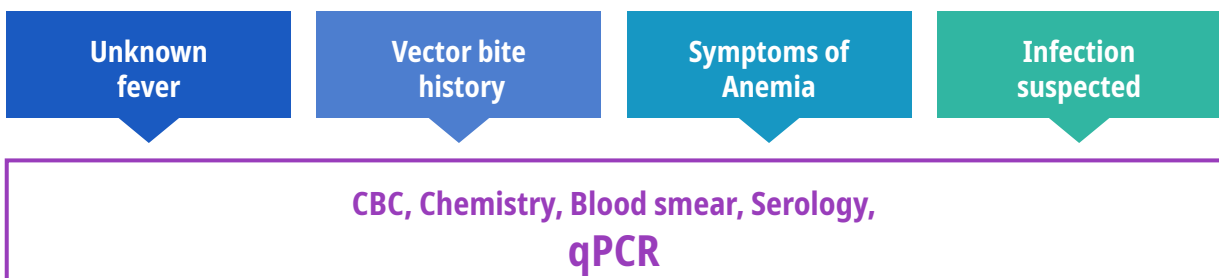 Unknown
fever
Vector bite
history
Symptoms of
Anemia
Infection
suspected
CBC, Chemistry, Blood smear, Serology,
qPCR